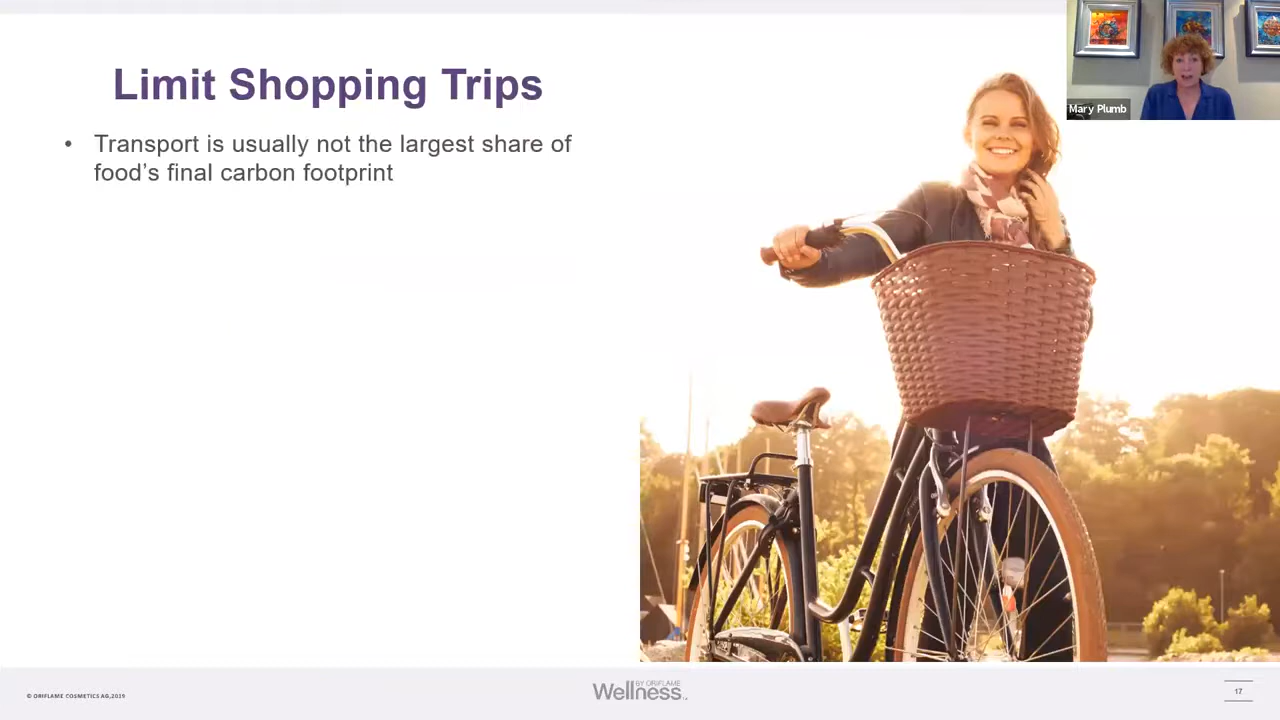 Limit Shopping Trips
• Transport is usually not the largest share of
food’s final carbon footprint
Mary Plumb
© ORIFLAME COSMETICS AG,2019
BY ORIFLAME
Wellness
17